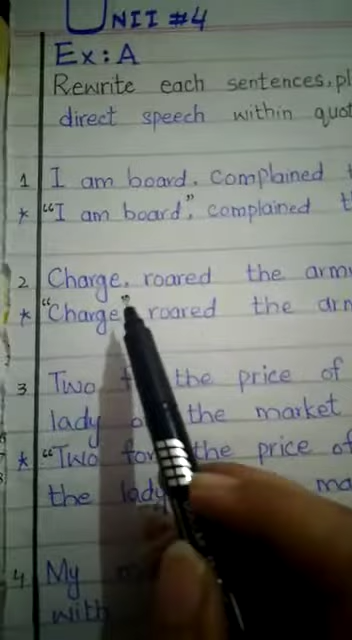 UNIT #4
Ex: A
Rewrite each sentences, pl
direct speech within quot
1 I am board. complained t
* "I am board", complained t
2 Charge. roared the arm
* "Charge" roared the arm
3. Two the price of
lady the market
* "Two for the price of
the lady ma
4 My
with